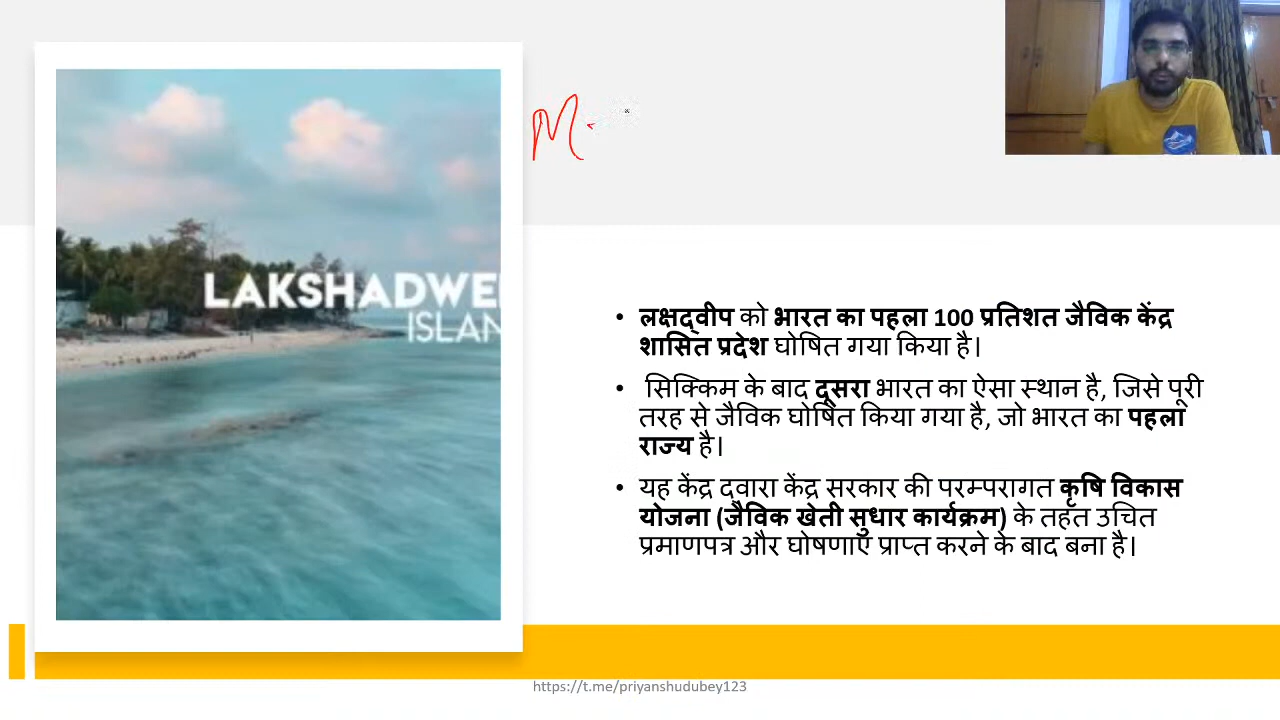 M.
LAKSHADWE
ISLAN
• लक्षद्वीप को भारत का पहला 100 प्रतिशत जैविक केंद्र
शासित प्रदेश घोषित गया किया है।
• सिक्किम के बाद दूसरा भारत का ऐसा स्थान है, जिसे पूरी
तरह से जैविक घोषित किया गया है, जो भारत का पहला
राज्य है।
• यह केंद्र द्वारा केंद्र सरकार की परम्परागत कृषि विकास
योजना (जैविक खेती सुधार कार्यक्रम) के तहत उचित
प्रमाणपत्र और घोषणाएं प्राप्त करने के बाद बना है।
https://t.me/priyanshudubey123